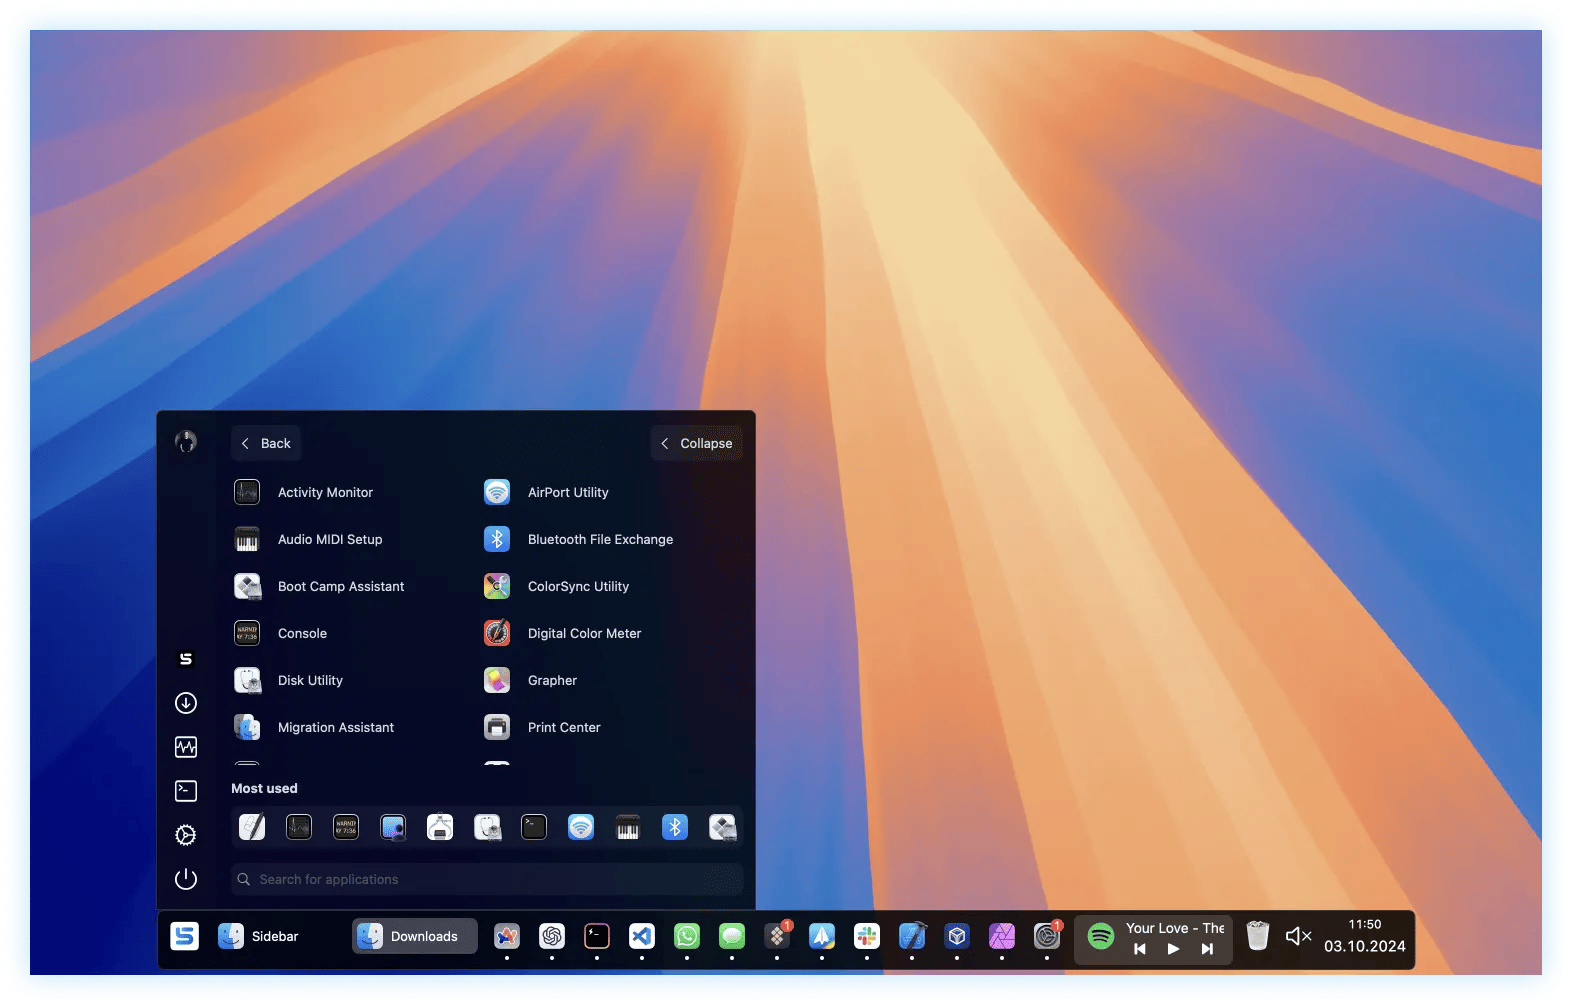 Back
Collapse
Activity Monitor
AirPort Utility
Audio MIDI Setup
Bluetooth File Exchange
Boot Camp Assistant
ColorSync Utility
Console
Digital Color Meter
Disk Utility
Grapher
Migration Assistant
Print Center
Most used
Search for applications
Sidebar
Downloads
1
1
Your Love - The
11:50
03.10.2024